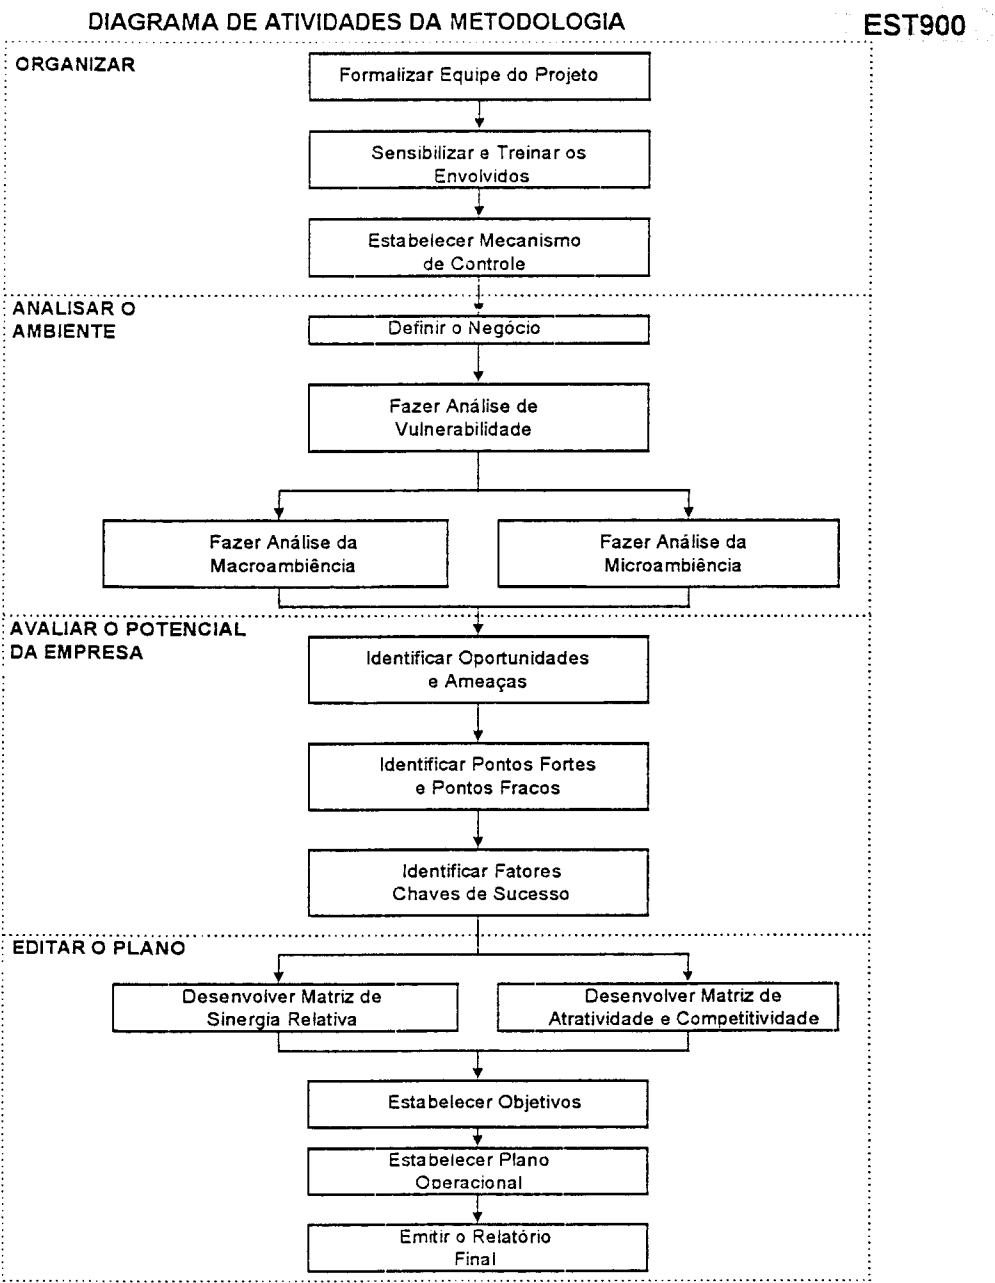 DIAGRAMA DE ATIVIDADES DA METODOLOGIA
EST900
ORGANIZAR
Formalizar Equipe do Projeto
Sensibilizar e Treinar os
Envolvidos
Estabelecer Mecanismo
de Controle
ANALISAR O
AMBIENTE
Definir o Negócio
Fazer Análise de
Vulnerabilidade
Fazer Análise da
Macroambiência
Fazer Análise da
Microambiência
AVALIAR O POTENCIAL
DA EMPRESA
Identificar Oportunidades
e Ameaças
Identificar Pontos Fortes
e Pontos Fracos
Identificar Fatores
Chaves de Sucesso
EDITAR O PLANO
Desenvolver Matriz de
Sinergia Relativa
Desenvolver Matriz de
Atratividade e Competitividade
Estabelecer Objetivos
Estabelecer Plano
Operacional
Emitir o Relatório
Final